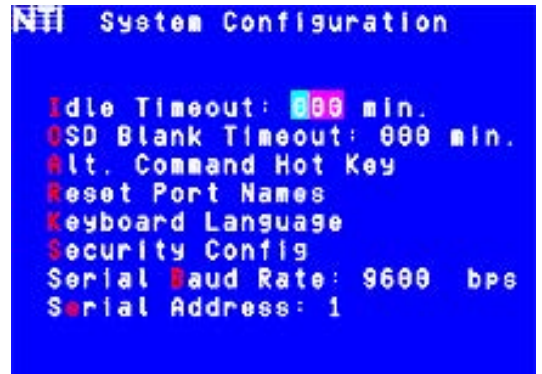 NTI System Configuration
Idle Timeout: 000 min.
OSD Blank Timeout: 000 min.
Alt. Command Hot Key
Reset Port Names
Keyboard Language
Security Config
Serial Baud Rate: 9600 bps
Serial Address: 1